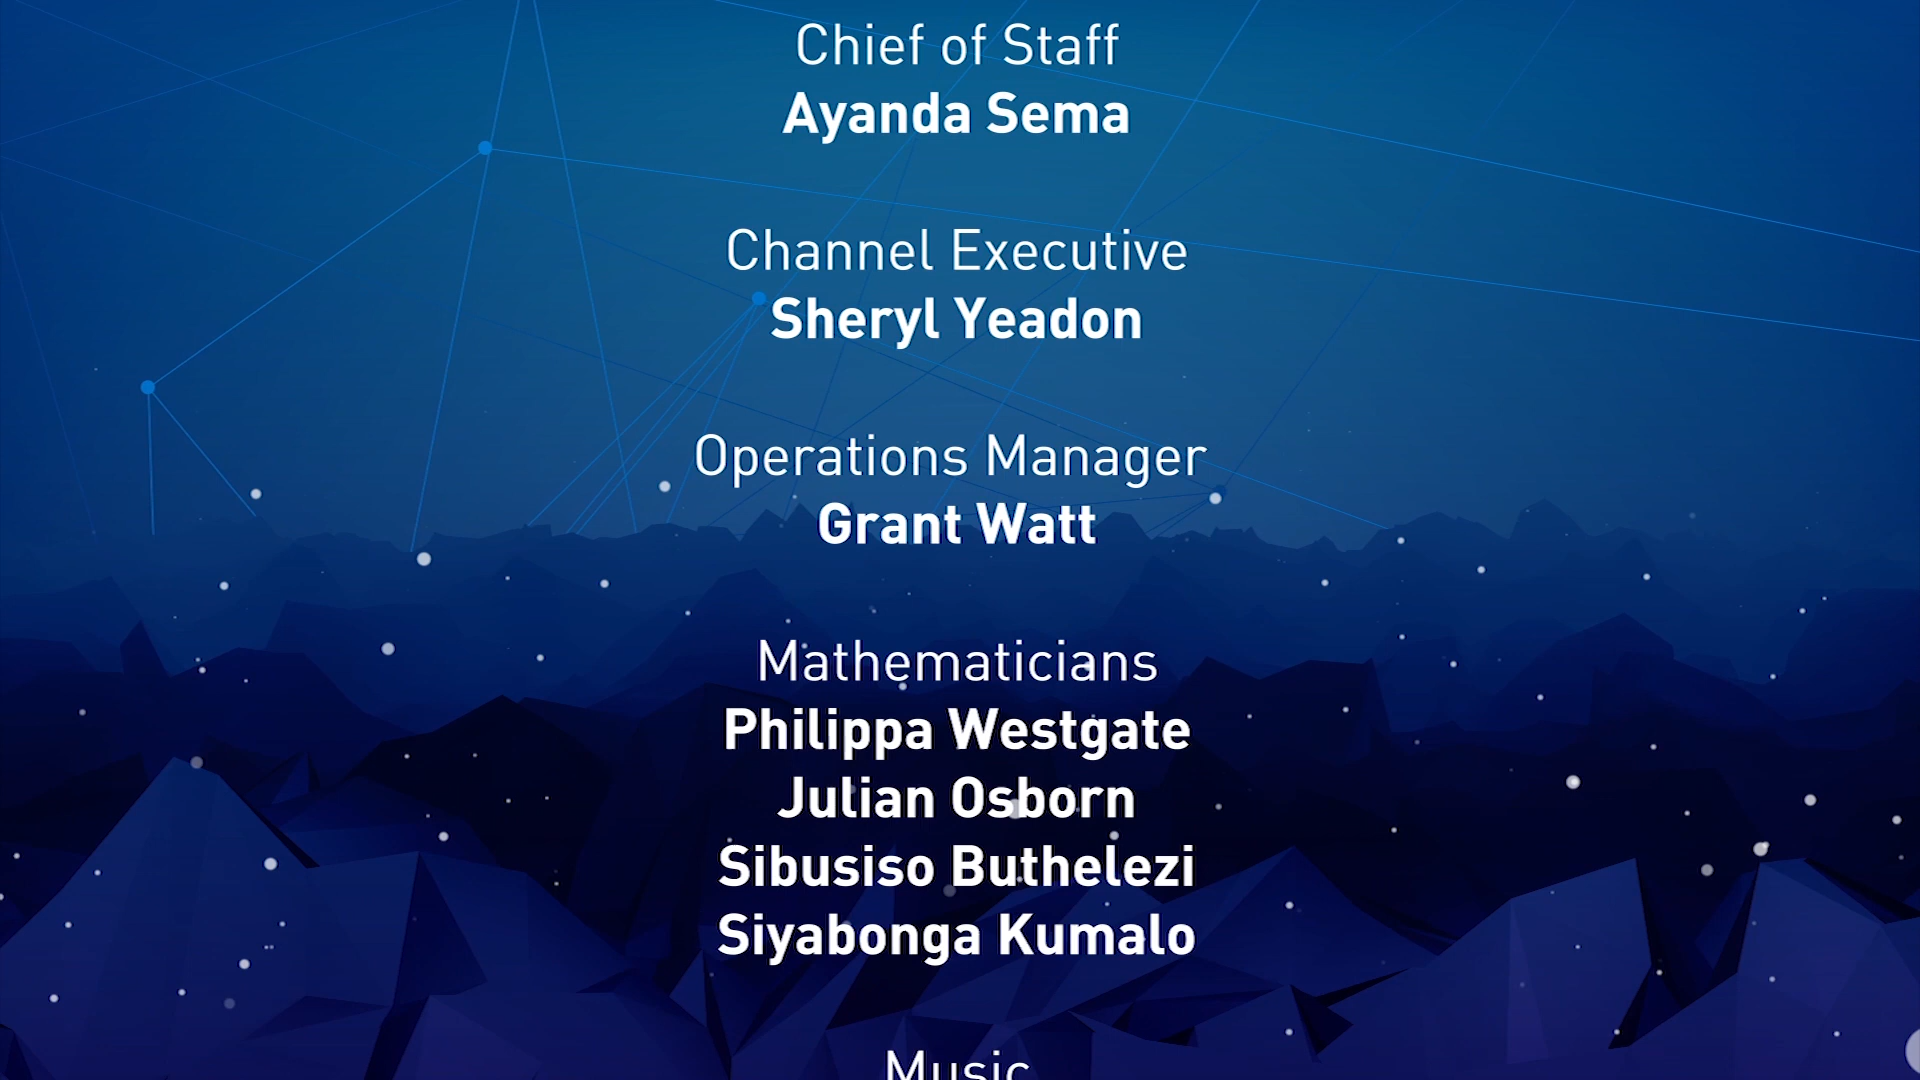 Chief of Staff
Ayanda Sema
Channel Executive
Sheryl Yeadon
Operations Manager
Grant Watt
Mathematicians
Philippa Westgate
Julian Osborn
Sibusiso Buthelezi
Siyabonga Kumalo
Music